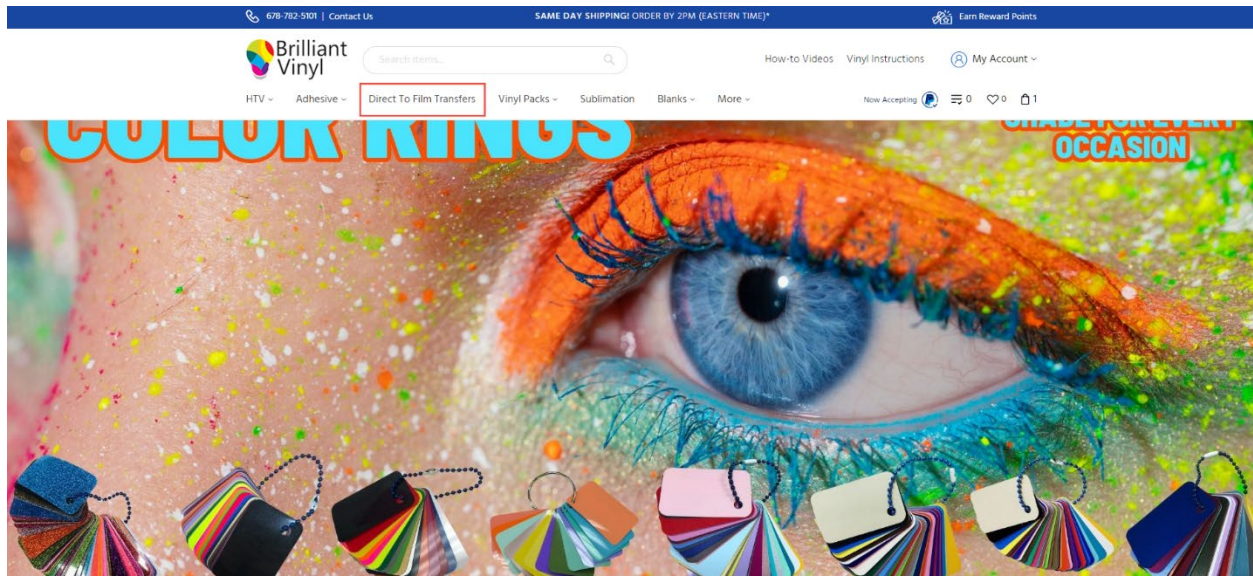 678-782-5101 | Contact Us
SAME DAY SHIPPING! ORDER BY 2PM (EASTERN TIME)*
Earn Reward Points
Brilliant
Vinyl
Search items...
How-to Videos
Vinyl Instructions
My Account
HTV
Adhesive
Direct To Film Transfers
Vinyl Packs
Sublimation
Blanks
More
Now Accepting
0
0
1
COLOR RINGS
SHADE FOR EVERY
OCCASION